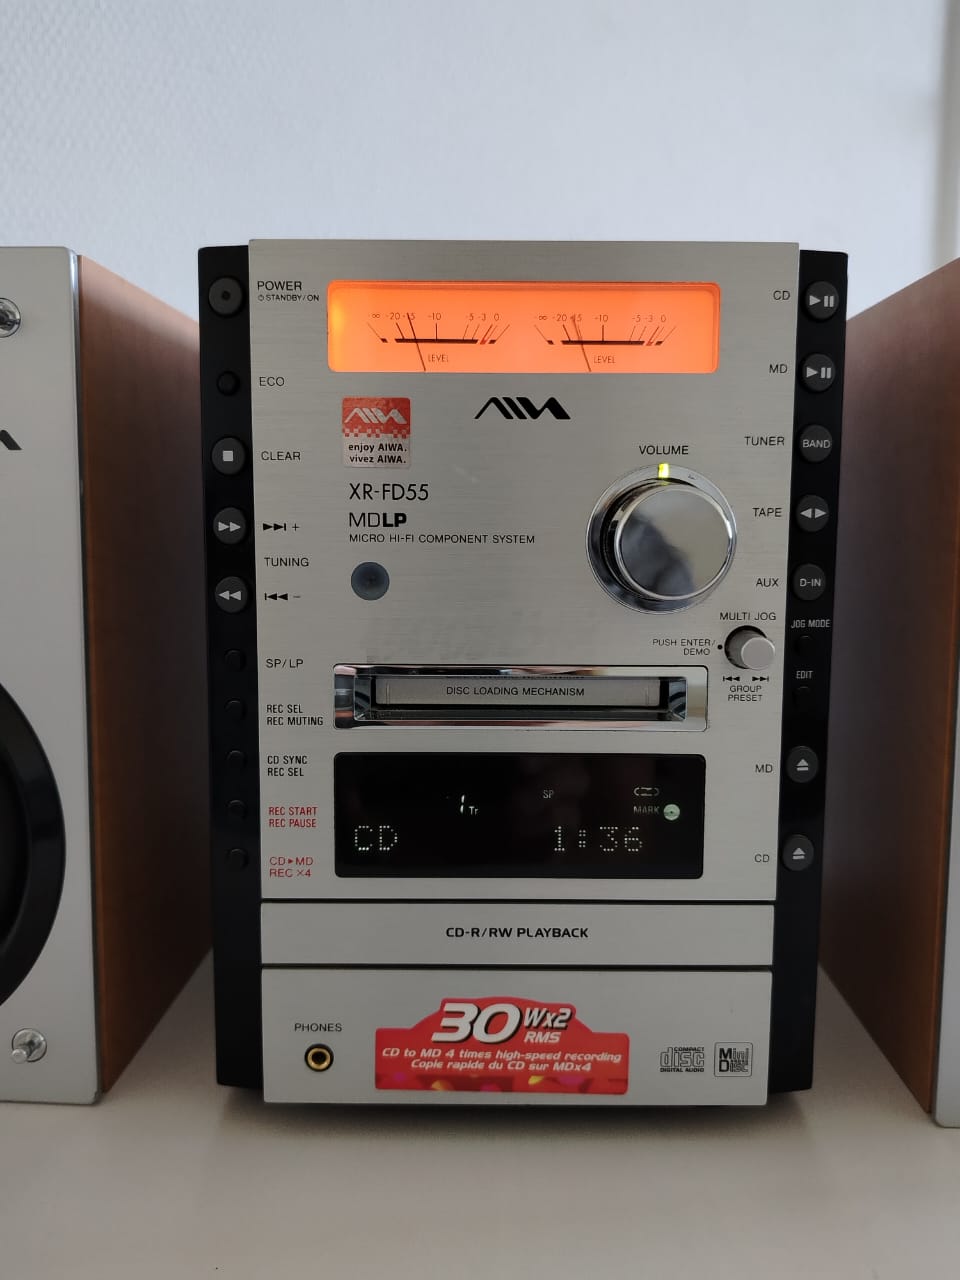 POWER
⏻ STANDBY/ON
ECO
CLEAR
▶▶I +
TUNING
I◀◀ −
SP/LP
REC SEL
REC MUTING
CD SYNC
REC SEL
REC START
REC PAUSE
CD▶MD
REC ×4
-∞ -20 -15 -10 -5 -3 0
LEVEL
-∞ -20 -15 -10 -5 -3 0
LEVEL
AIWA
AIWA
enjoy AIWA.
vivez AIWA.
XR-FD55
MDLP
MICRO HI-FI COMPONENT SYSTEM
VOLUME
MULTI JOG
PUSH ENTER/
DEMO
I◀◀ ▶▶I
GROUP
PRESET
DISC LOADING MECHANISM
SP
MARK
1 Tr
CD 1:36
CD
MD
TUNER
BAND
TAPE
AUX
D-IN
JOG MODE
EDIT
MD
CD
CD-R/RW PLAYBACK
PHONES
30Wx2
RMS
CD to MD 4 times high-speed recording
Copie rapide du CD sur MDx4
COMPACT
disc
DIGITAL AUDIO
Mini
Disc